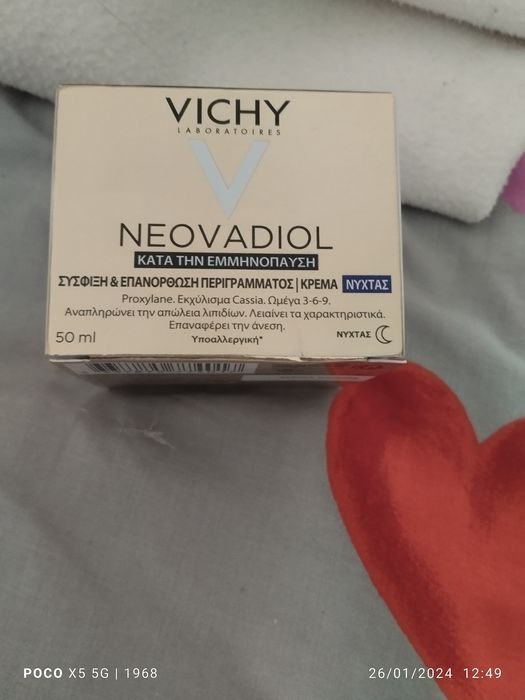 VICHY
LABORATOIRES
NEOVADIOL
ΚΑΤΑ ΤΗΝ ΕΜΜΗΝΟΠΑΥΣΗ
ΣΥΣΦΙΞΗ & ΕΠΑΝΟΡΘΩΣΗ ΠΕΡΙΓΡΑΜΜΑΤΟΣ | ΚΡΕΜΑ ΝΥΧΤΑΣ
Proxylane. Εκχύλισμα Cassia. Ωμέγα 3-6-9.
Αναπληρώνει την απώλεια λιπιδίων. Λειαίνει τα χαρακτηριστικά.
Επαναφέρει την άνεση.
Υποαλλεργική*
50 ml
ΝΥΧΤΑΣ
POCO X5 5G | 1968
26/01/2024 12:49